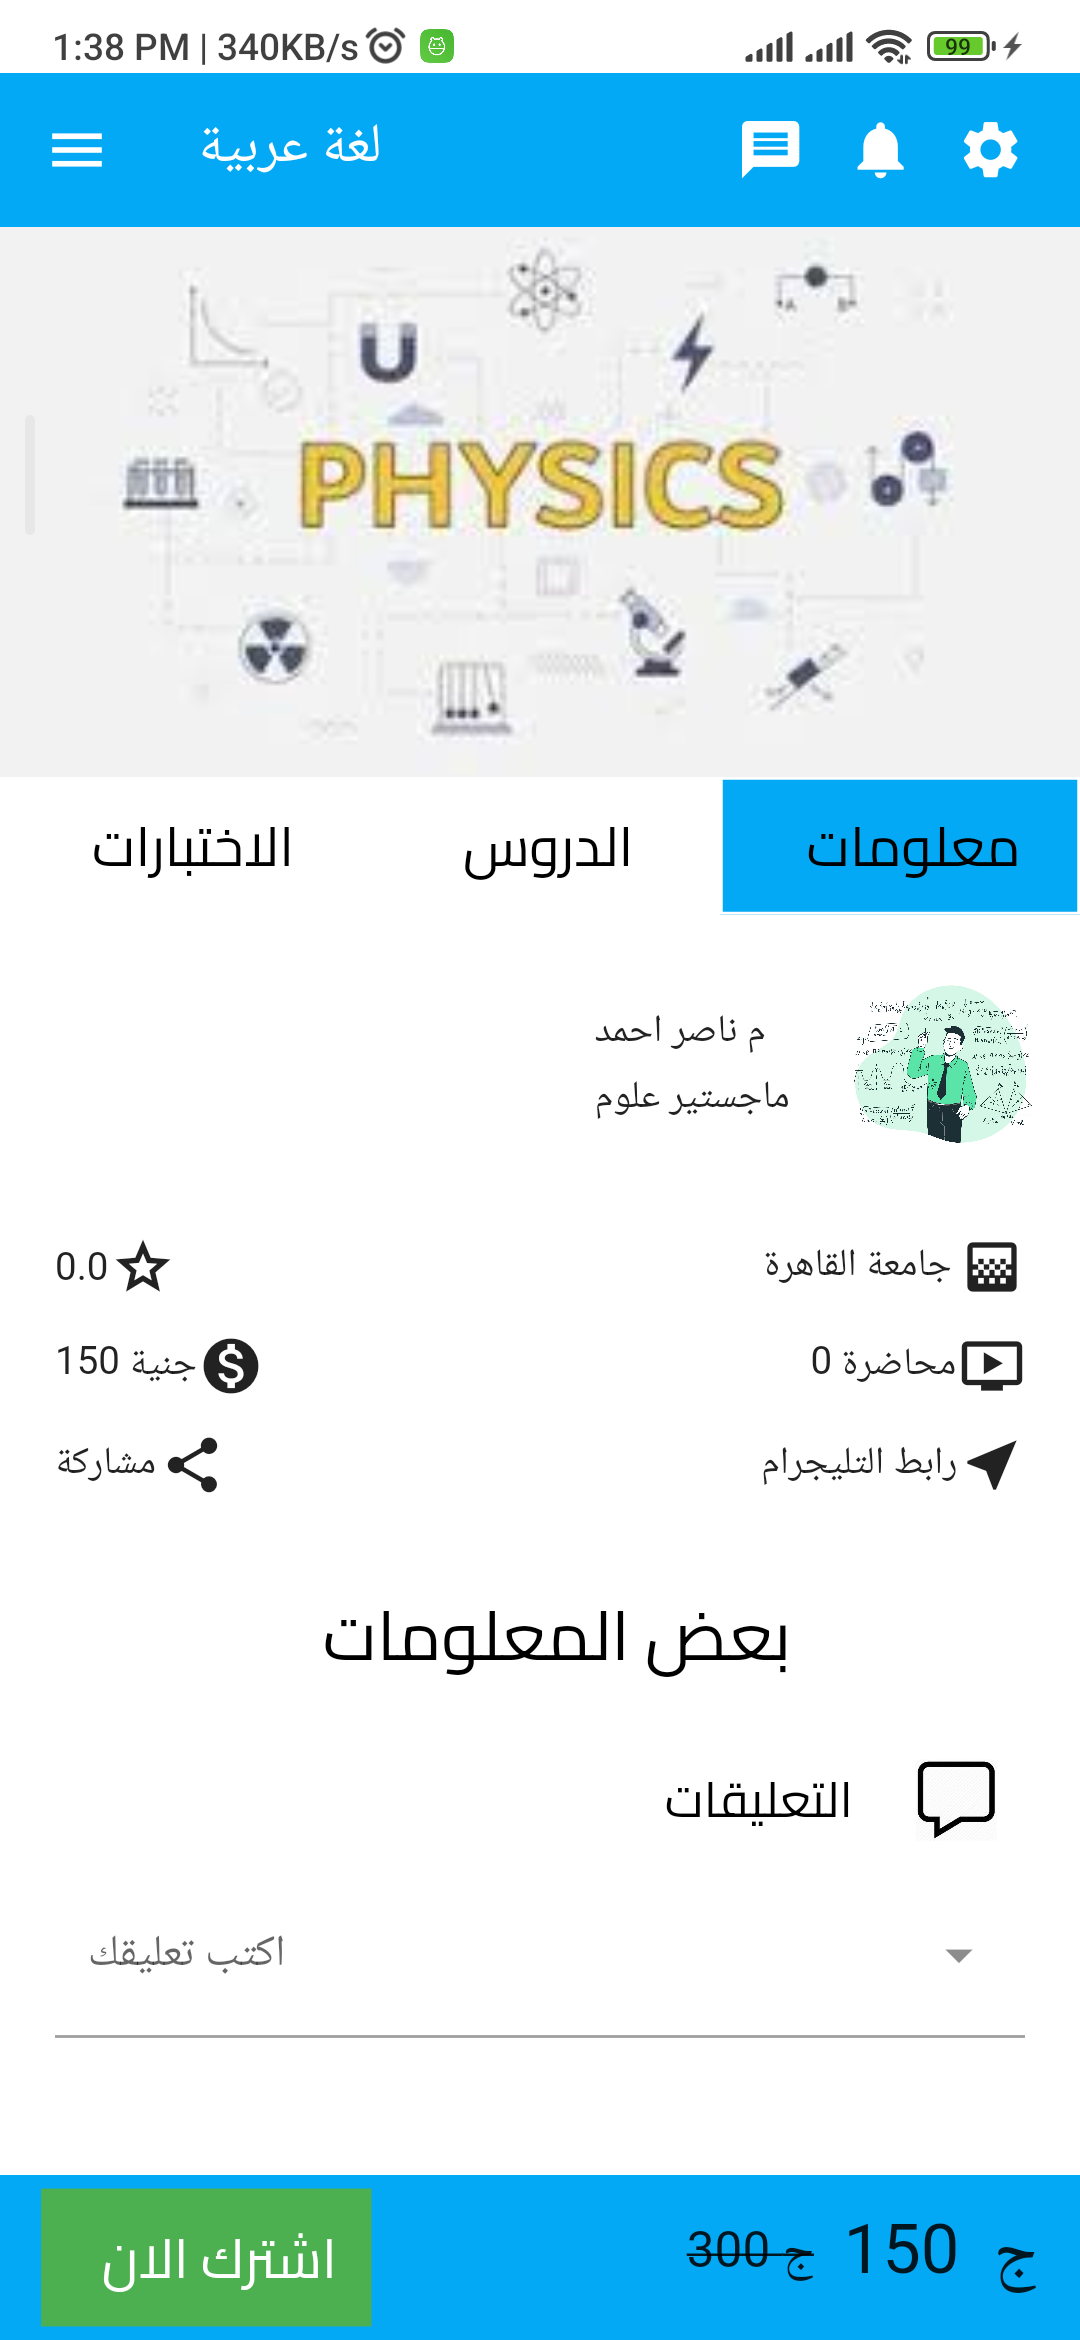 1:38 PM | 340KB/s
99
لغة عربية
A B
PHYSICS
معلومات
الدروس
الاختبارات
م ناصر احمد
ماجستير علوم
جامعة القاهرة
0.0
محاضرة 0
جنية 150
رابط التليجرام
مشاركة
بعض المعلومات
التعليقات
اكتب تعليقك
ج 150
ج 300
اشترك الان